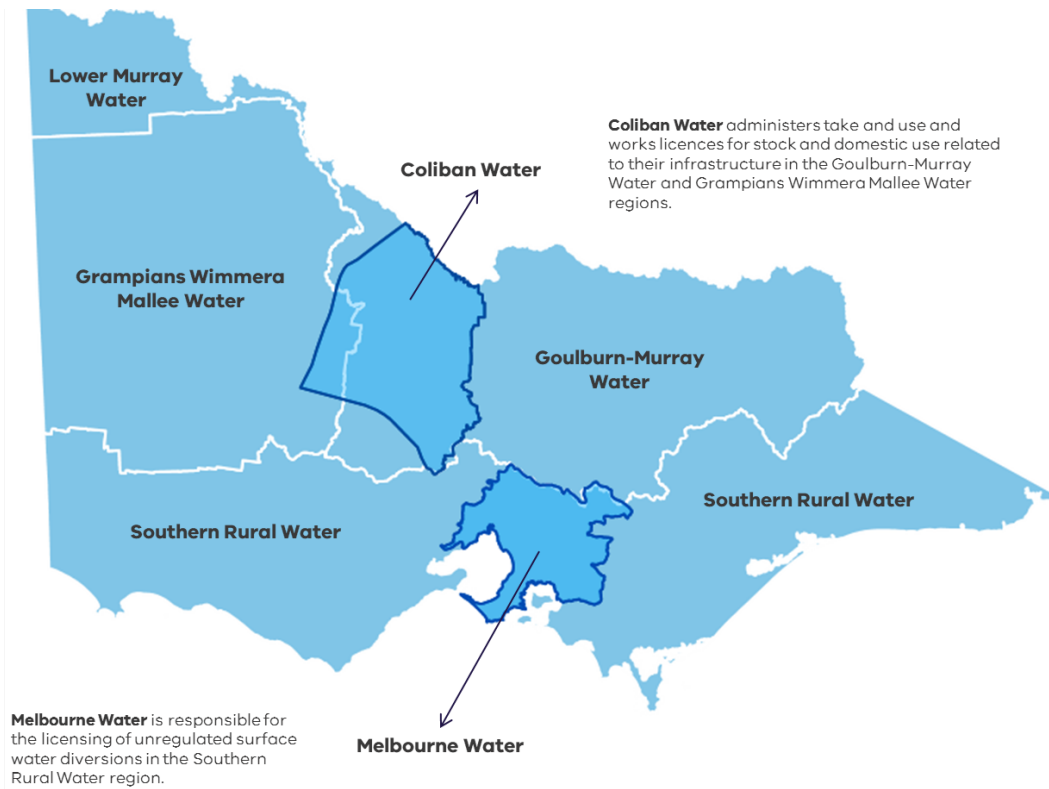 Lower Murray
Water
Coliban Water administers take and use and
works licences for stock and domestic use related
to their infrastructure in the Goulburn-Murray
Water and Grampians Wimmera Mallee Water
regions.
Coliban Water
Grampians Wimmera
Mallee Water
Goulburn-Murray
Water
Southern Rural Water
Southern Rural Water
Melbourne Water is responsible for
the licensing of unregulated surface
water diversions in the Southern
Rural Water region.
Melbourne Water